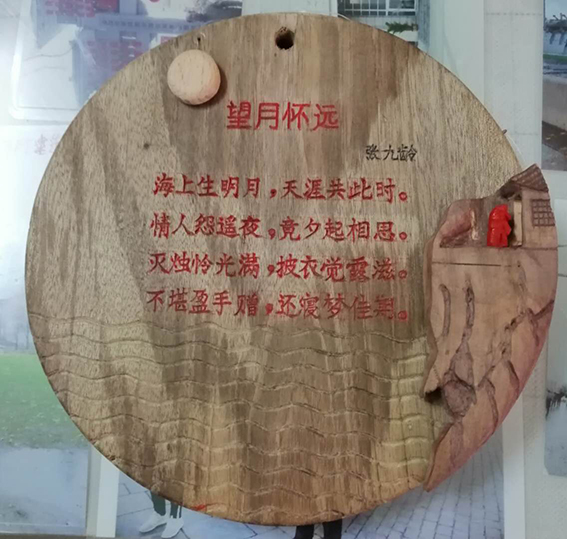 望月怀远
张九龄
海上生明月，天涯共此时。
情人怨遥夜，竟夕起相思。
灭烛怜光满，披衣觉露滋。
不堪盈手赠，还寝梦佳期。